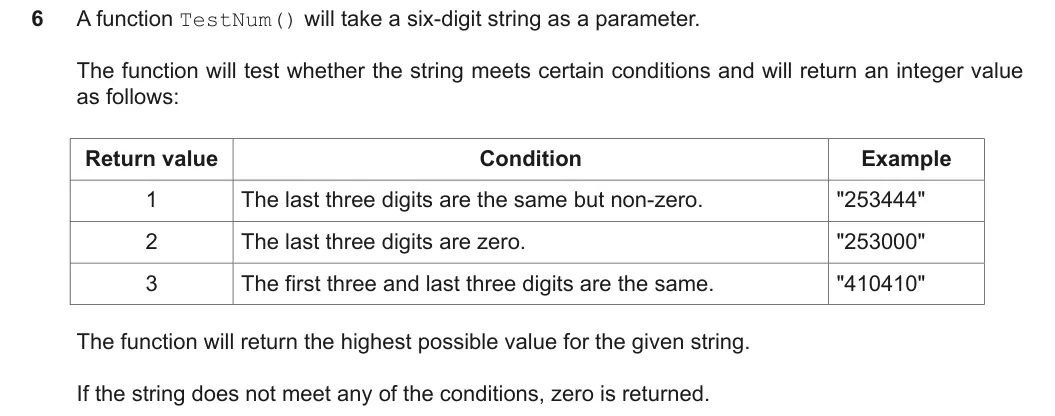 6 A function TestNum() will take a six-digit string as a parameter.
The function will test whether the string meets certain conditions and will return an integer value
as follows:
Return value Condition Example
1 The last three digits are the same but non-zero. "253444"
2 The last three digits are zero. "253000"
3 The first three and last three digits are the same. "410410"
The function will return the highest possible value for the given string.
If the string does not meet any of the conditions, zero is returned.